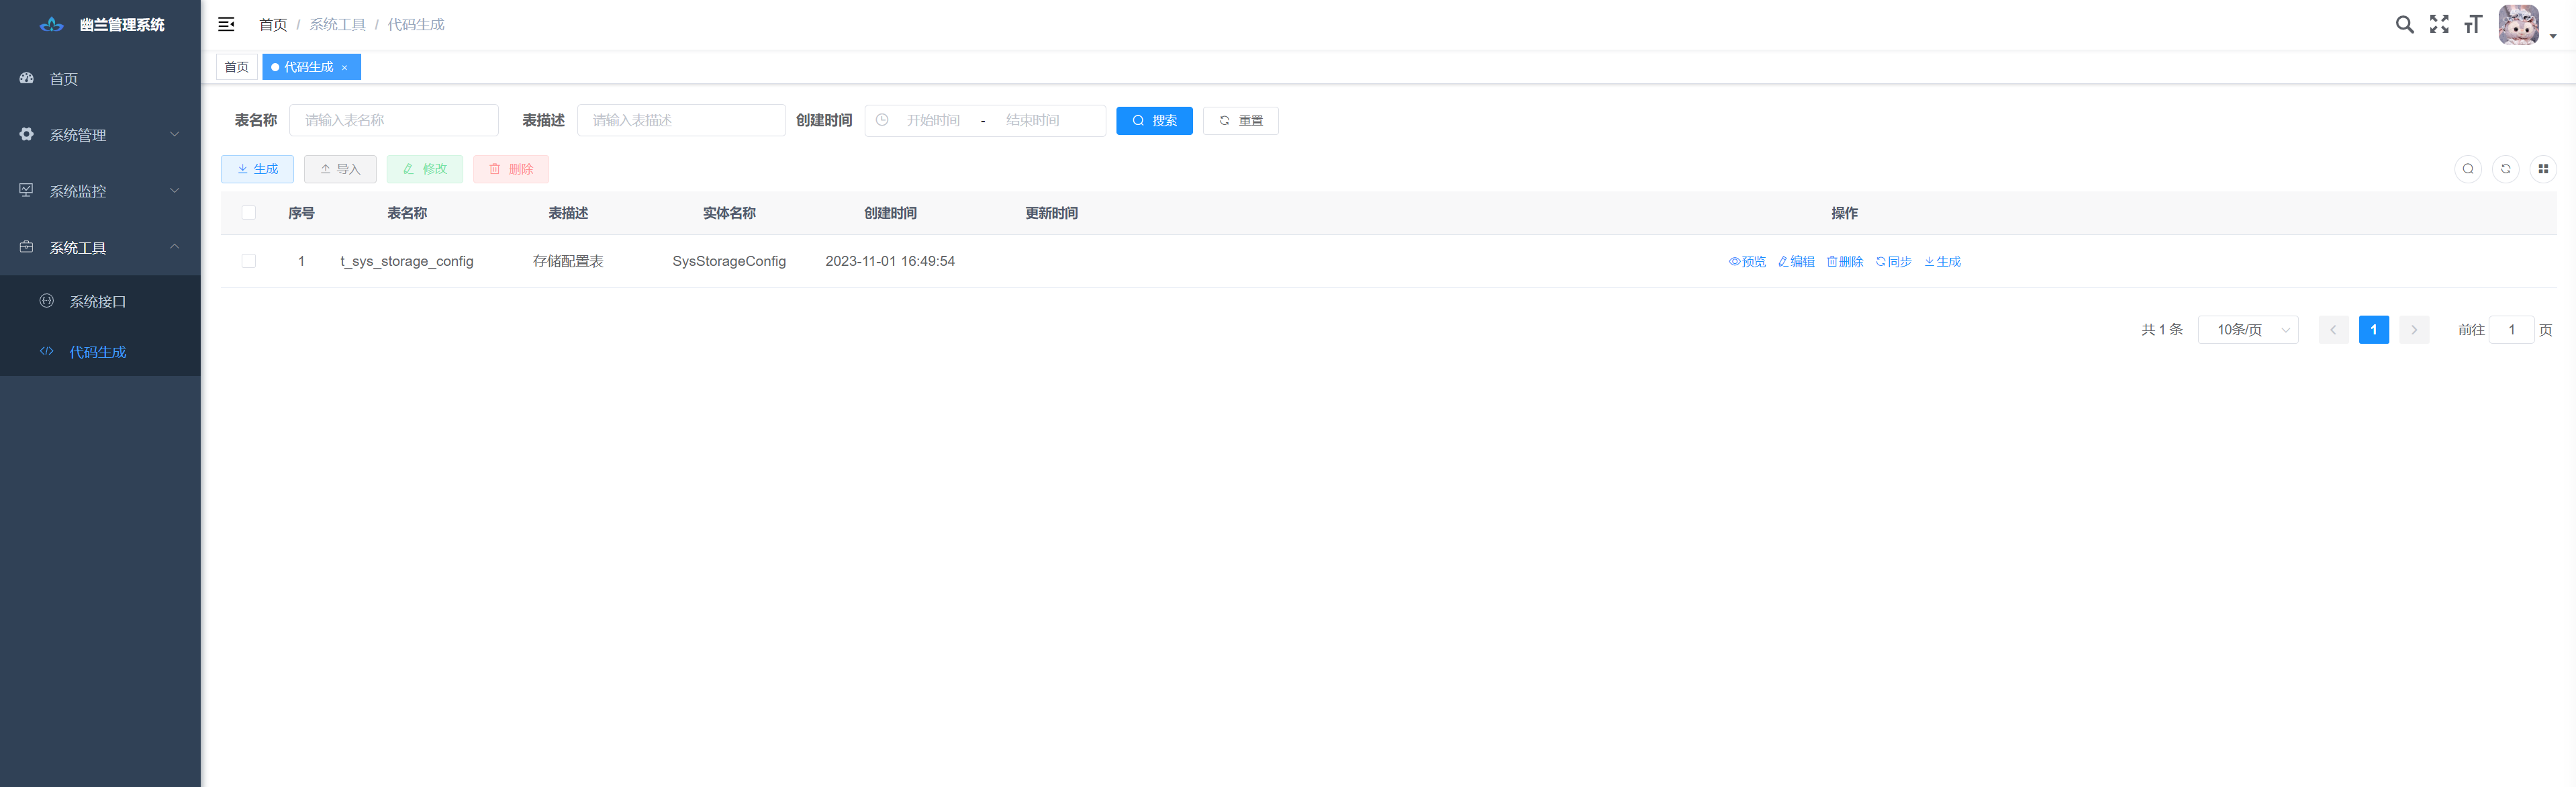 幽兰管理系统
首页
系统管理
系统监控
系统工具
系统接口
代码生成
首页 / 系统工具 / 代码生成
首页 代码生成 ×
表名称 请输入表名称 表描述 请输入表描述 创建时间 开始时间 - 结束时间 搜索 重置
生成 导入 修改 删除
序号 表名称 表描述 实体名称 创建时间 更新时间 操作
1 t_sys_storage_config 存储配置表 SysStorageConfig 2023-11-01 16:49:54 预览 编辑 删除 同步 生成
共 1 条 10条/页 1 前往 1 页